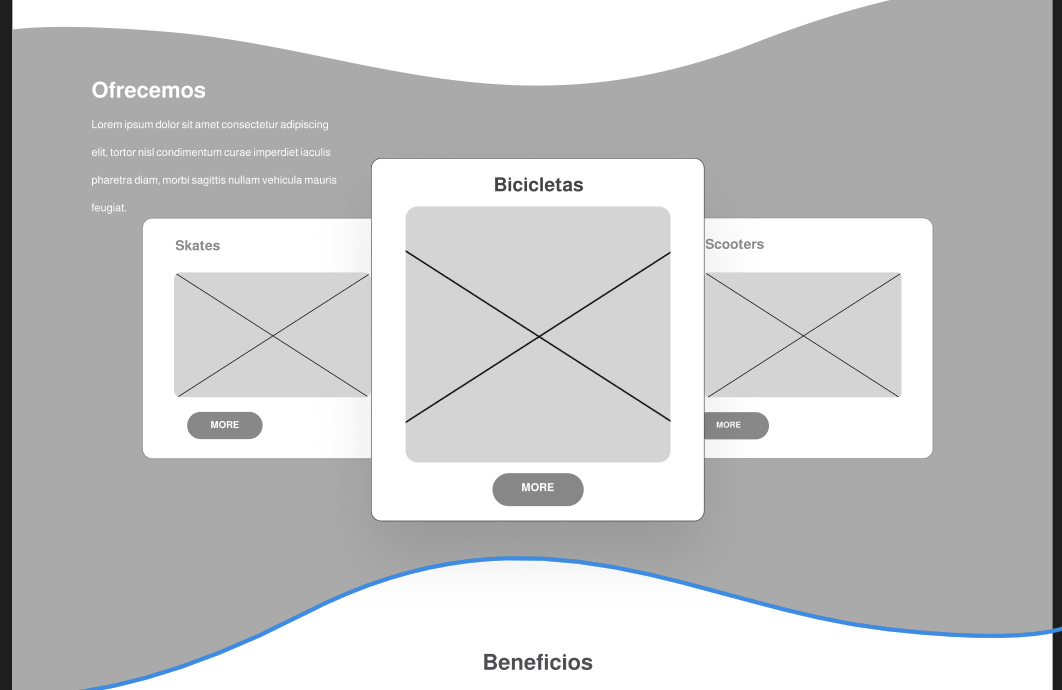 Ofrecemos
Lorem ipsum dolor sit amet consectetur adipiscing
elit, tortor nisl condimentum curae imperdiet iaculis
pharetra diam, morbi sagittis nullam vehicula mauris
feugiat.
Skates
MORE
Bicicletas
MORE
Scooters
MORE
Beneficios